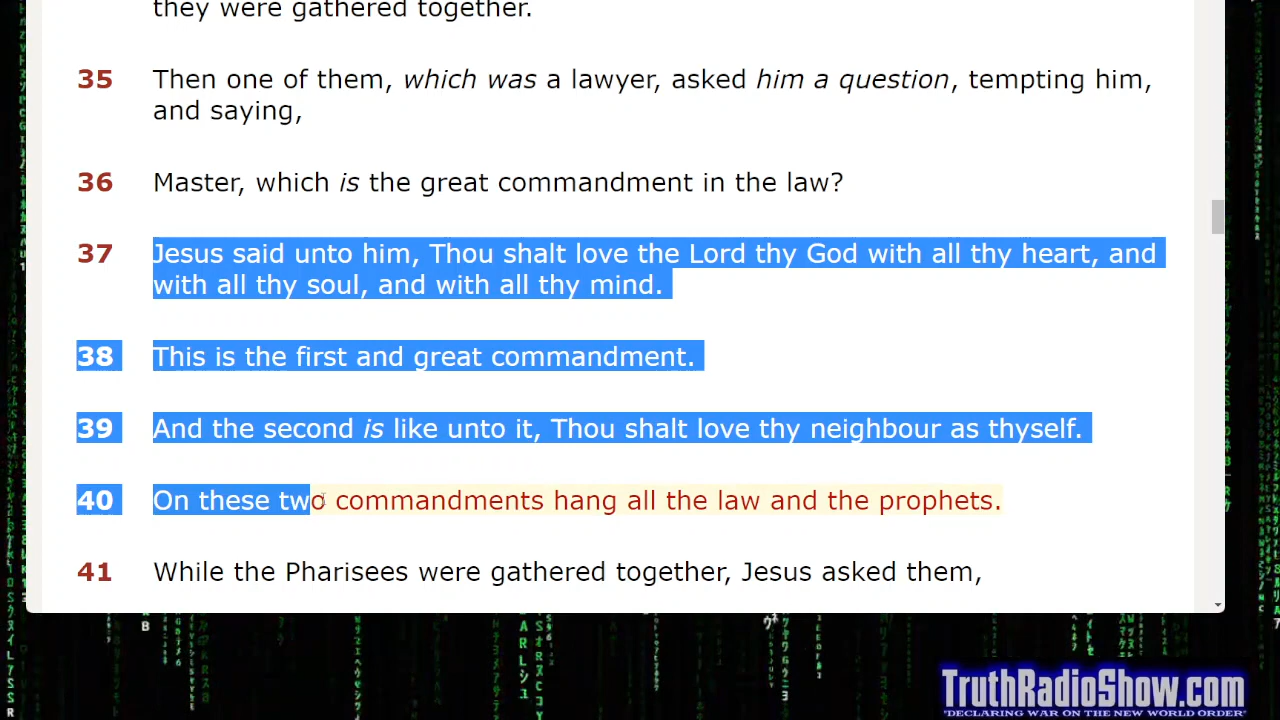 they were gathered together.
35 Then one of them, which was a lawyer, asked him a question, tempting him,
and saying,
36 Master, which is the great commandment in the law?
37 Jesus said unto him, Thou shalt love the Lord thy God with all thy heart, and
with all thy soul, and with all thy mind.
38 This is the first and great commandment.
39 And the second is like unto it, Thou shalt love thy neighbour as thyself.
40 On these two commandments hang all the law and the prophets.
41 While the Pharisees were gathered together, Jesus asked them,
TruthRadioShow.com
"DECLARING WAR ON THE NEW WORLD ORDER"